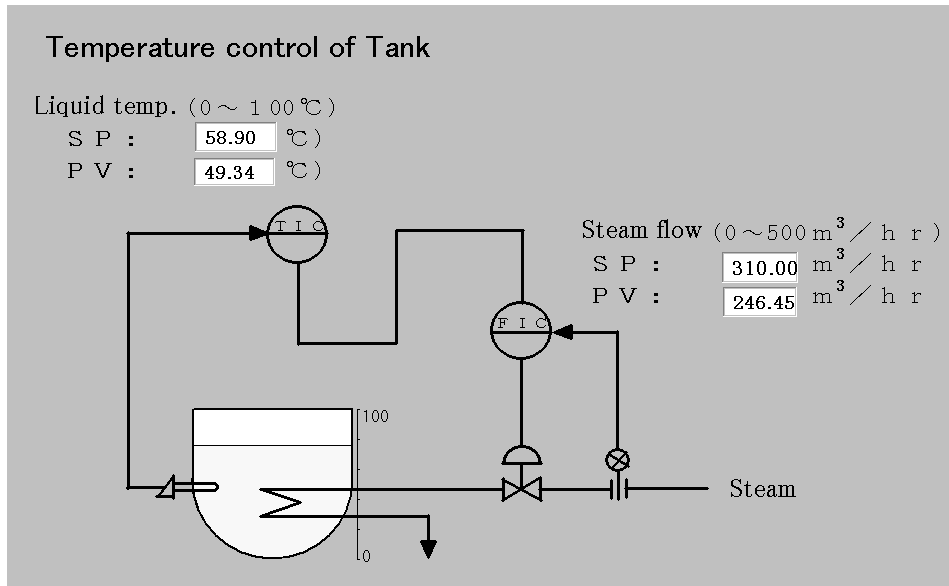 Temperature control of Tank
Liquid temp. (0～100℃)
SP: 58.90 ℃)
PV: 49.34 ℃)
TIC
Steam flow (0～500m³／hr)
SP: 310.00 m³／hr
PV: 246.45 m³／hr
FIC
100
Steam
0